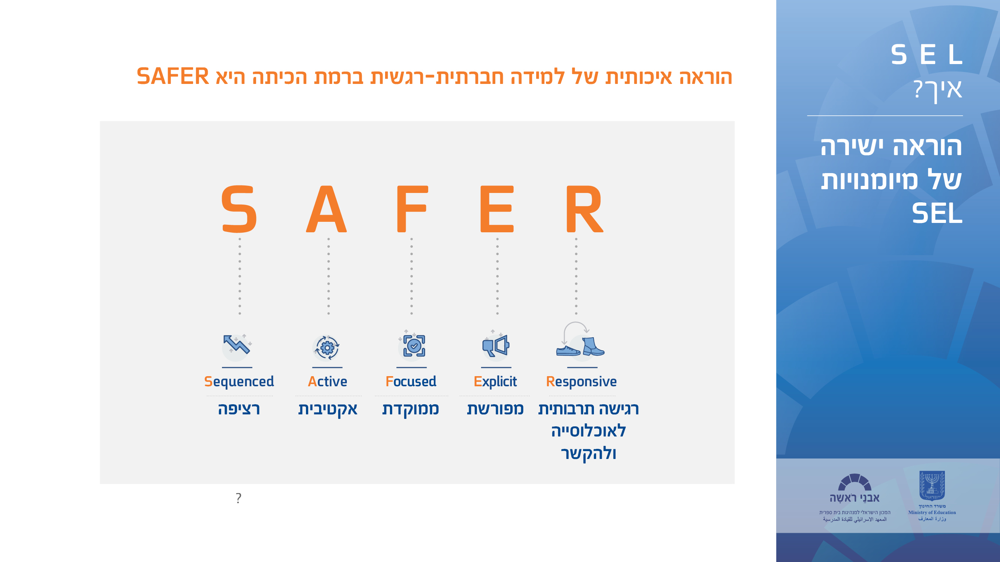 S E L
איך?
הוראה ישירה
של מיומנויות
SEL
הוראה איכותית של למידה חברתית-רגשית ברמת הכיתה היא SAFER
S A F E R
Sequenced Active Focused Explicit Responsive
רציפה אקטיבית ממוקדת מפורשת רגישה תרבותית
לאוכלוסייה
ולהקשר
?
אבני ראשה
המכון הישראלי למנהיגות בית ספרית
المعهد الاسرائيلي للقيادة المدرسية
משרד החינוך
Ministry of Education
وزارة المعارف